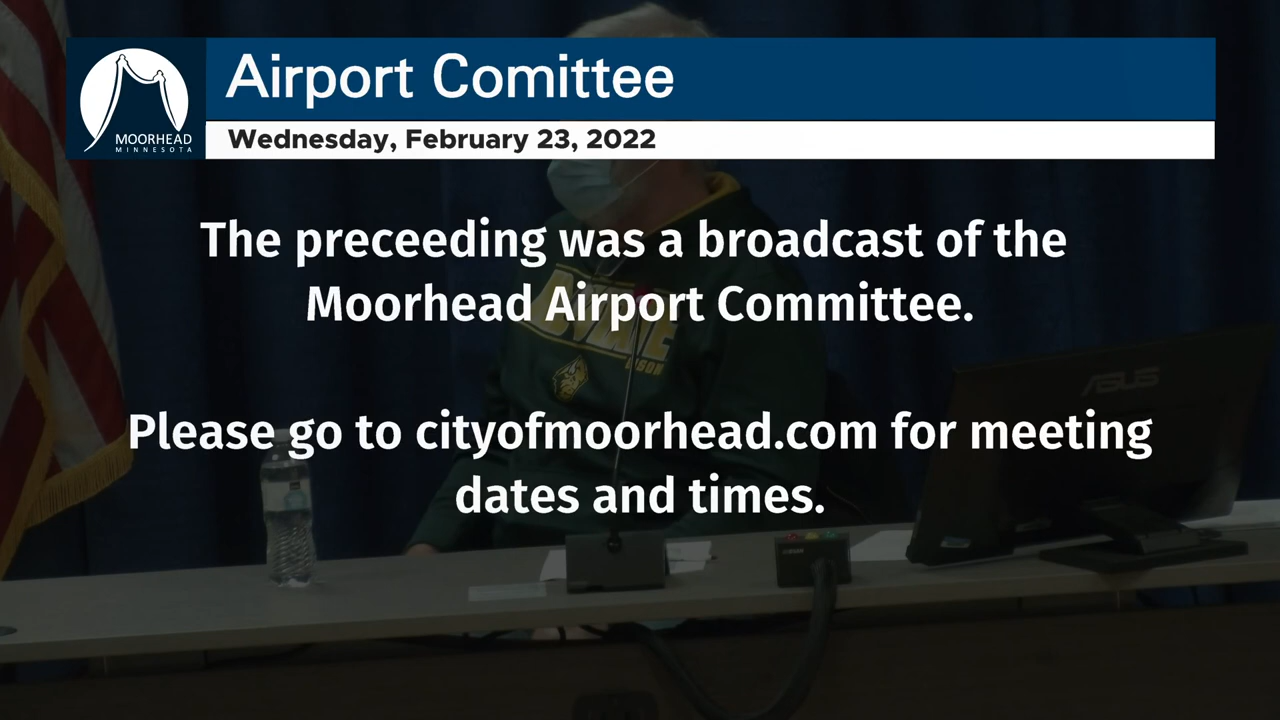 Airport Comittee
MOORHEAD
MINNESOTA
Wednesday, February 23, 2022
The preceeding was a broadcast of the
Moorhead Airport Committee.
Please go to cityofmoorhead.com for meeting
dates and times.
ASUS